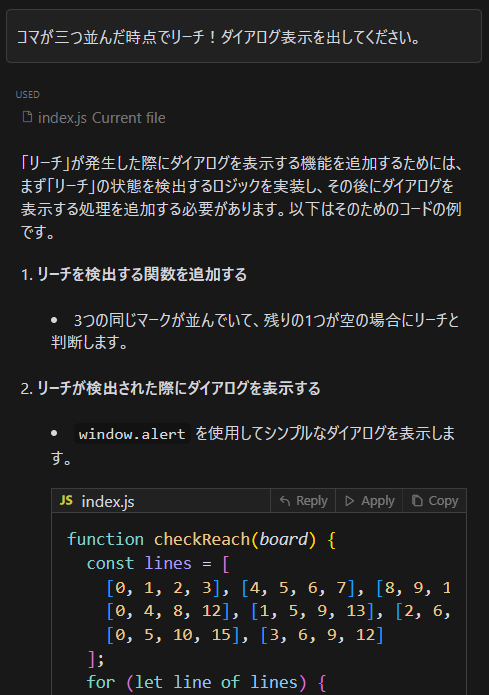 コマが三つ並んだ時点でリーチ！ダイアログ表示を出してください。
USED
index.js Current file
「リーチ」が発生した際にダイアログを表示する機能を追加するためには、
まず「リーチ」の状態を検出するロジックを実装し、その後にダイアログを
表示する処理を追加する必要があります。以下はそのためのコードの例
です。
1. リーチを検出する関数を追加する
• 3つの同じマークが並んでいて、残りの1つが空の場合にリーチと
判断します。
2. リーチが検出された際にダイアログを表示する
• window.alert を使用してシンプルなダイアログを表示しま
す。
JS index.js Reply Apply Copy
function checkReach(board) {
const lines = [
[0, 1, 2, 3], [4, 5, 6, 7], [8, 9, 1
[0, 4, 8, 12], [1, 5, 9, 13], [2, 6,
[0, 5, 10, 15], [3, 6, 9, 12]
];
for (let line of lines) {